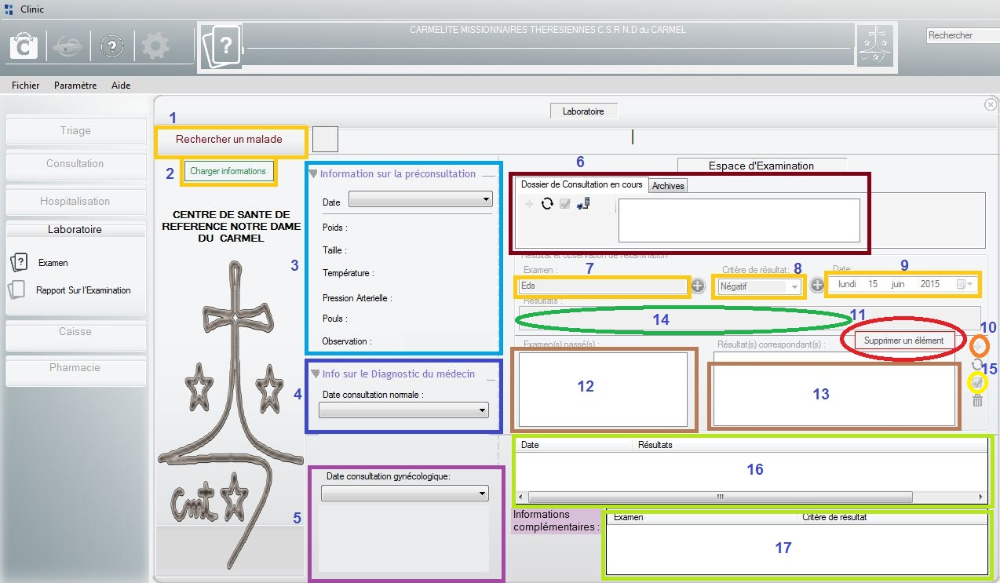 Clinic
CARMELITE MISSIONNAIRES THERESIENNES C.S.R N.D du CARMEL
Rechercher
C
?
?
Fichier Paramètre Aide
Triage
Consultation
Hospitalisation
Laboratoire
?
Examen
Rapport Sur l'Examination
Caisse
Pharmacie
Laboratoire
1
Rechercher un malade
2
Charger informations
CENTRE DE SANTE DE
REFERENCE NOTRE DAME
DU CARMEL
Cmt
3
Information sur la préconsultation
Date
Poids :
Taille :
Température :
Pression Arterielle :
Pouls :
Observation :
4
Info sur le Diagnostic du médecin
Date consultation normale :
5
Date consultation gynécologique:
6
Espace d'Examination
Dossier de Consultation en cours Archives
Résultat et observation de l'examination
Examen : 7 Critère de résultat: 8 Date: 9
Eds Négatif lundi 15 juin 2015
Résultats :
14
11
10
Supprimer un élément
Examen(s) passé(s) : Résultat(s) correspondant(s) :
15
12 13
Date Résultats
16
Informations
complémentaires :
Examen Critère de résultat
17